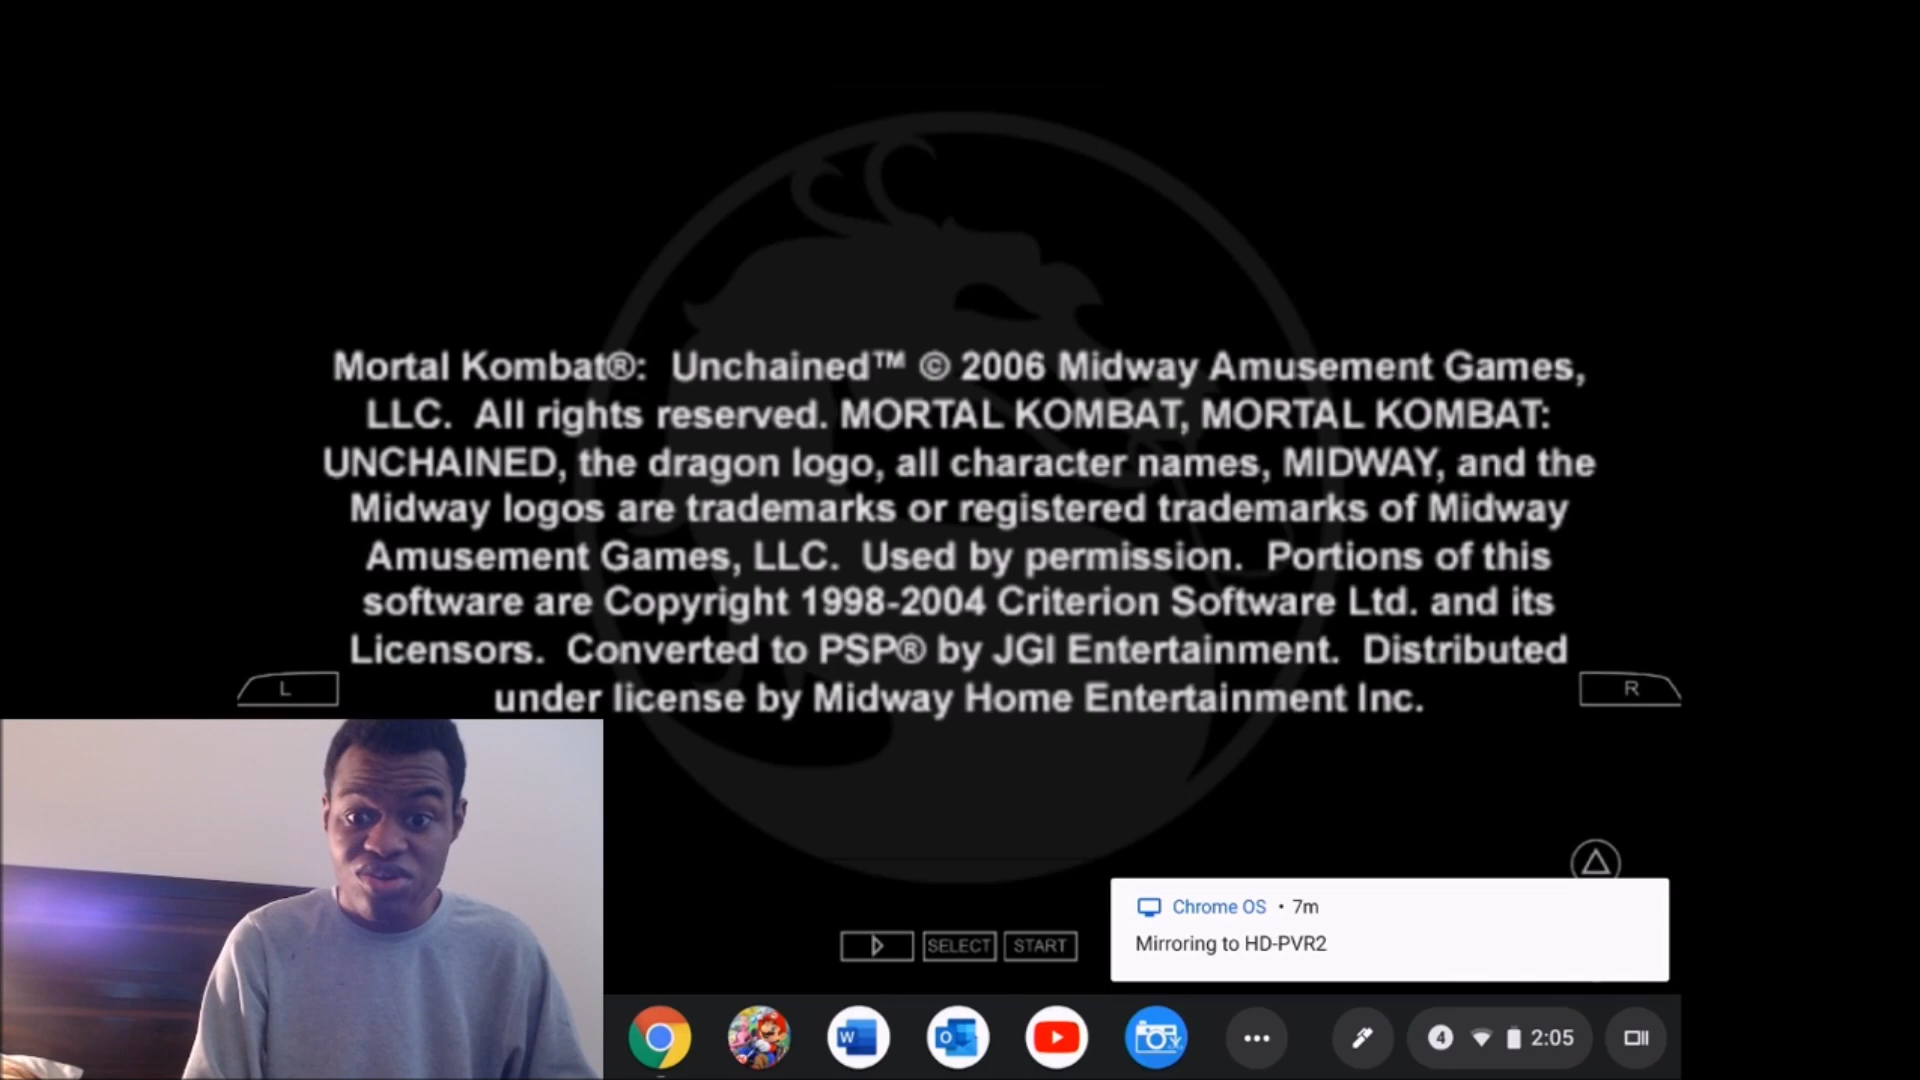 Mortal Kombat®:  Unchained™ © 2006 Midway Amusement Games,
LLC.  All rights reserved. MORTAL KOMBAT, MORTAL KOMBAT:
UNCHAINED, the dragon logo, all character names, MIDWAY, and the
Midway logos are trademarks or registered trademarks of Midway
Amusement Games, LLC.  Used by permission.  Portions of this
software are Copyright 1998-2004 Criterion Software Ltd. and its
Licensors.  Converted to PSP® by JGI Entertainment.  Distributed
under license by Midway Home Entertainment Inc.
L
R
Chrome OS • 7m
Mirroring to HD-PVR2
SELECT
START
W
O
4
2:05